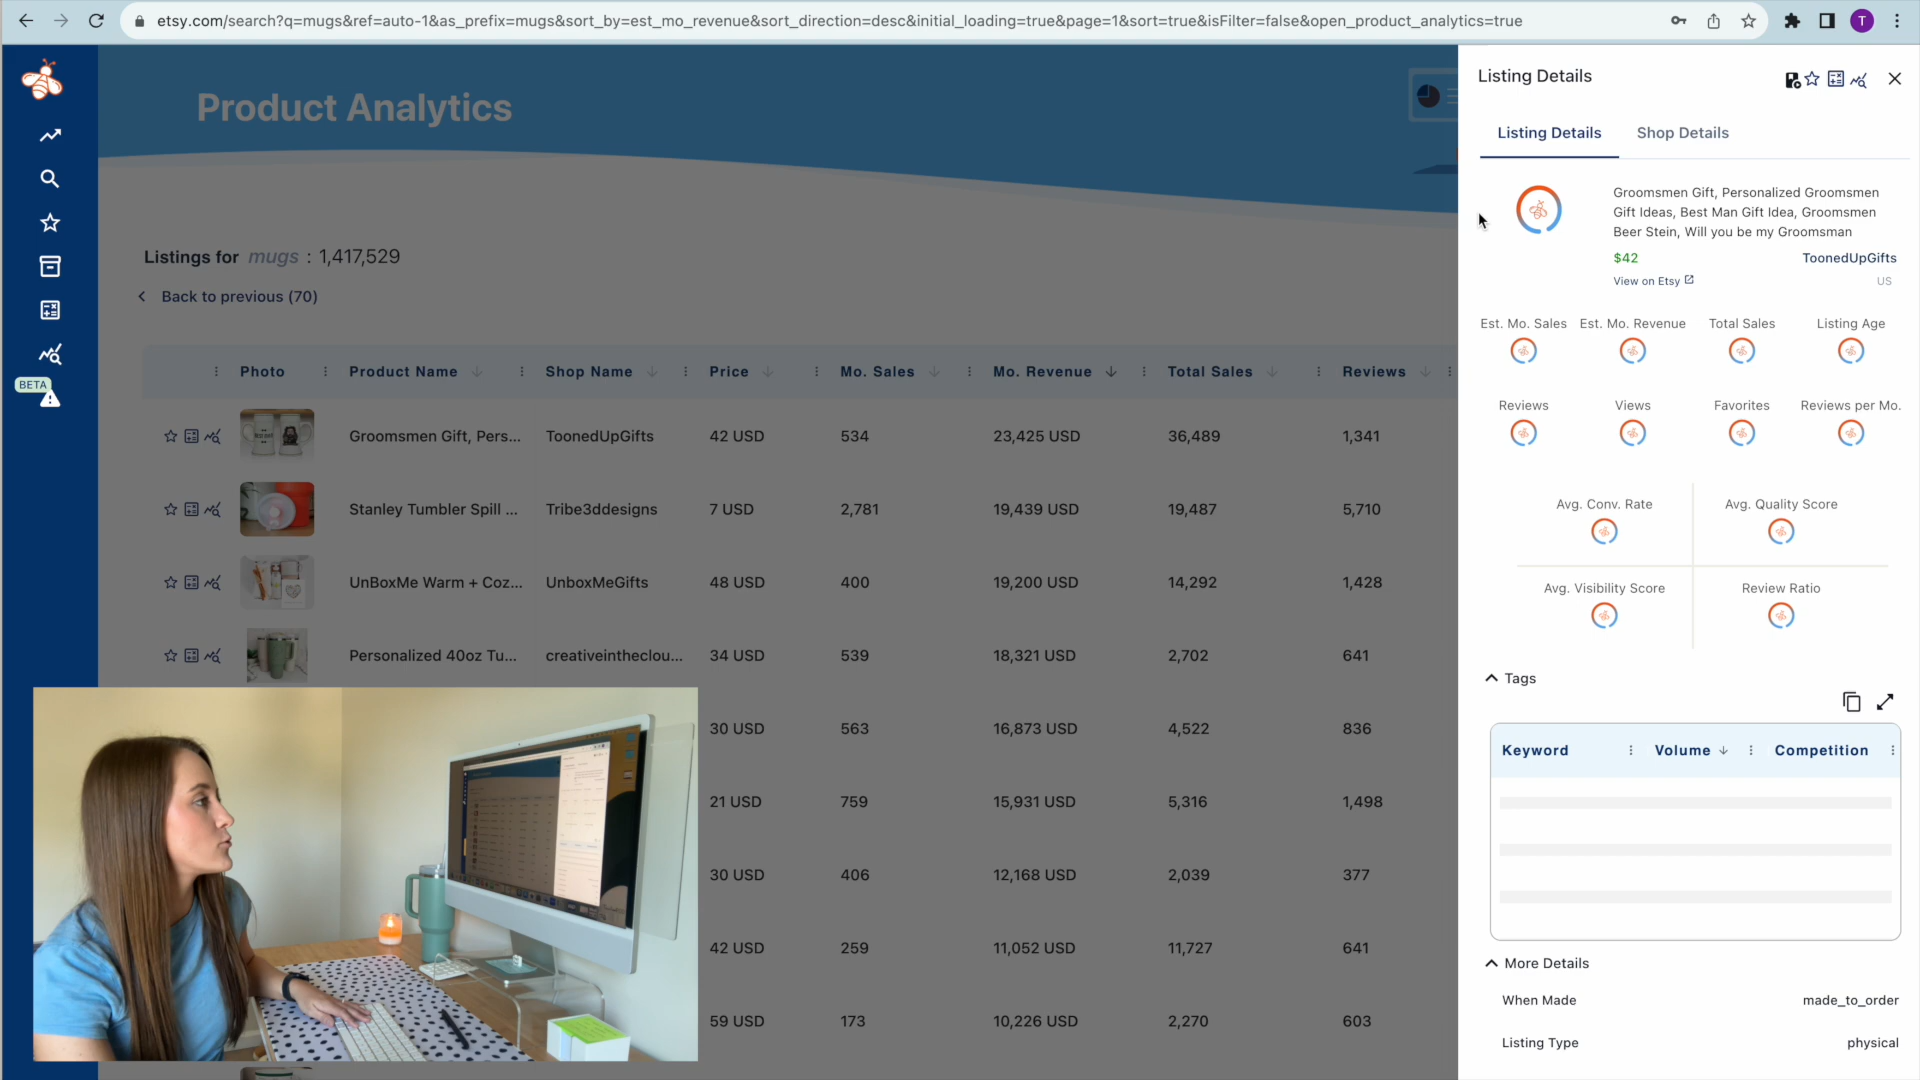 etsy.com/search?q=mugs&ref=auto-1&as_prefix=mugs&sort_by=est_mo_revenue&sort_direction=desc&initial_loading=true&page=1&sort=true&isFilter=false&open_product_analytics=true
T
Product Analytics
Listings for mugs : 1,417,529
Back to previous (70)
BETA
Photo Product Name Shop Name Price Mo. Sales Mo. Revenue Total Sales Reviews
Groomsmen Gift, Pers... ToonedUpGifts 42 USD 534 23,425 USD 36,489 1,341
Stanley Tumbler Spill ... Tribe3ddesigns 7 USD 2,781 19,439 USD 19,487 5,710
UnBoxMe Warm + Coz... UnboxMeGifts 48 USD 400 19,200 USD 14,292 1,428
Personalized 40oz Tu... creativeintheclou... 34 USD 539 18,321 USD 2,702 641
30 USD 563 16,873 USD 4,522 836
21 USD 759 15,931 USD 5,316 1,498
30 USD 406 12,168 USD 2,039 377
42 USD 259 11,052 USD 11,727 641
59 USD 173 10,226 USD 2,270 603
Listing Details
Listing Details Shop Details
Groomsmen Gift, Personalized Groomsmen
Gift Ideas, Best Man Gift Idea, Groomsmen
Beer Stein, Will you be my Groomsman
$42 ToonedUpGifts
View on Etsy US
Est. Mo. Sales Est. Mo. Revenue Total Sales Listing Age
Reviews Views Favorites Reviews per Mo.
Avg. Conv. Rate Avg. Quality Score
Avg. Visibility Score Review Ratio
Tags
Keyword Volume Competition
More Details
When Made made_to_order
Listing Type physical